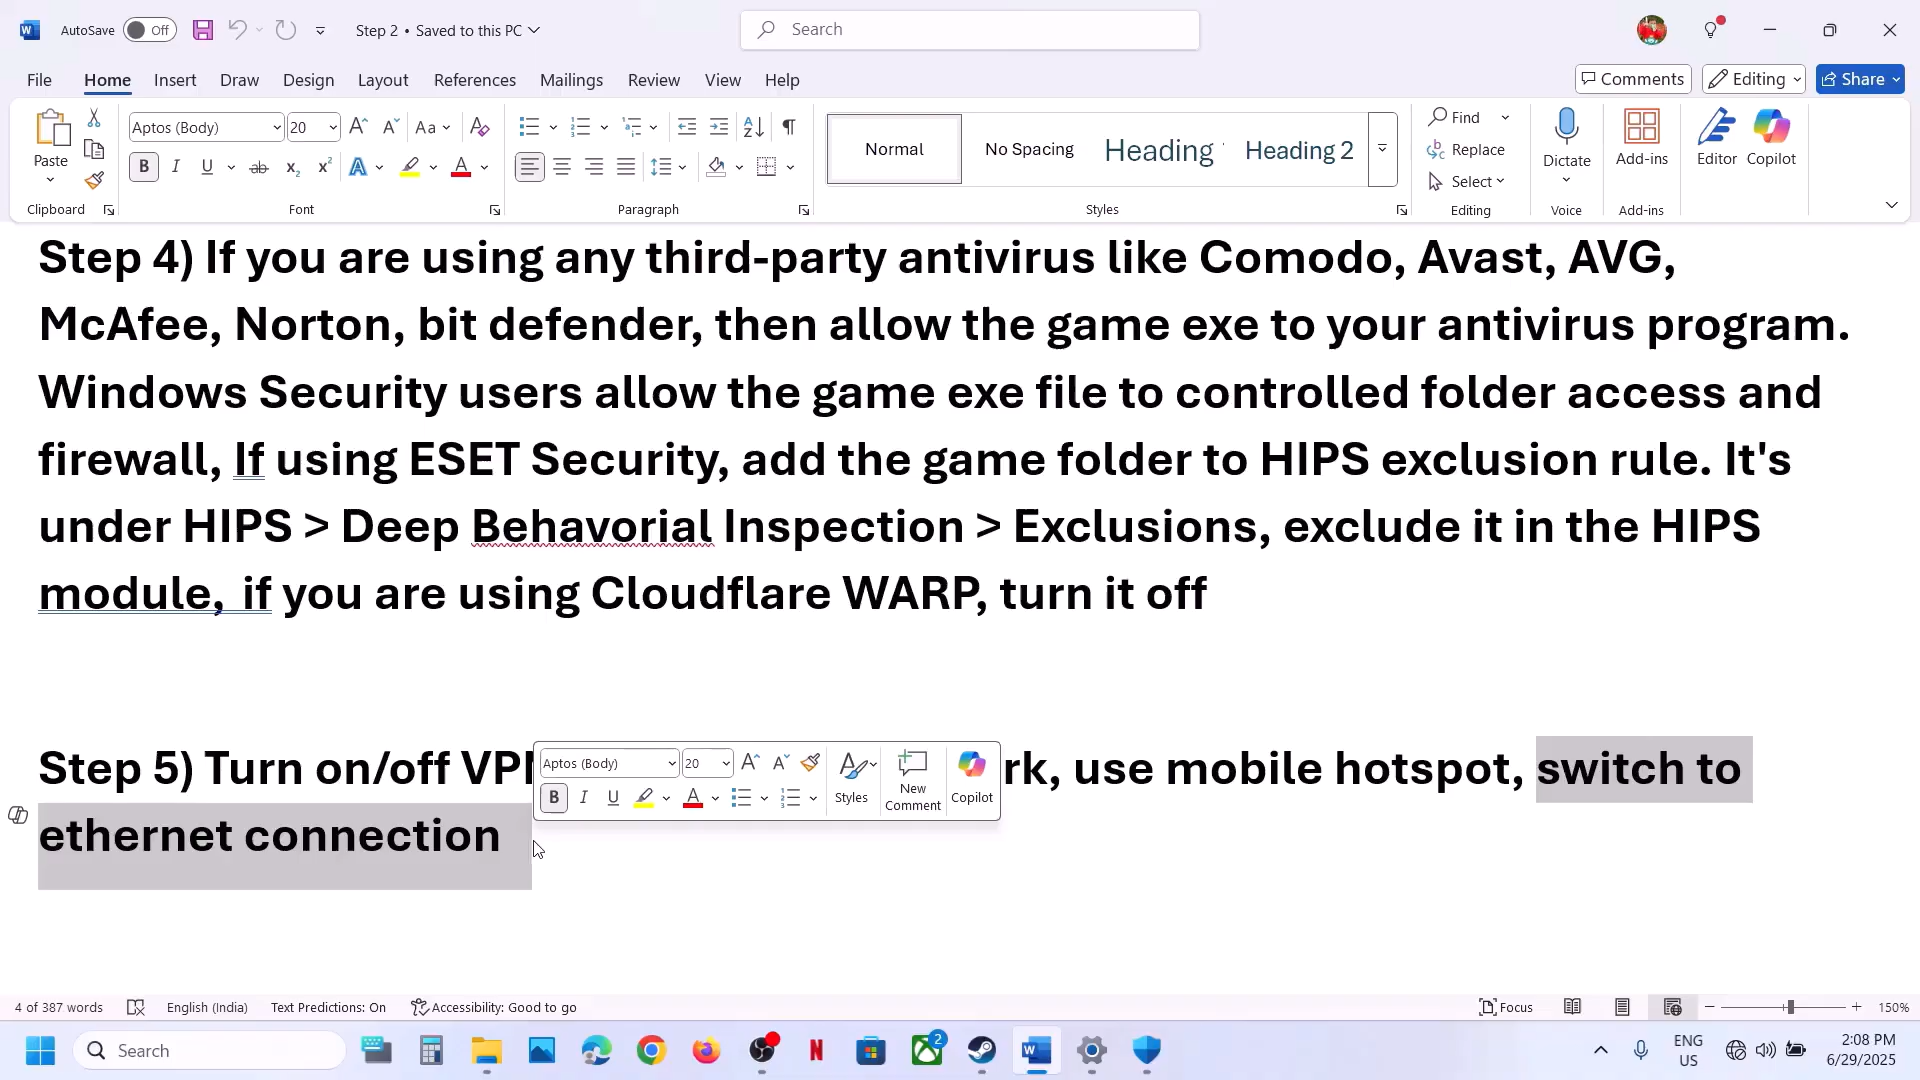 AutoSave Off Step 2 • Saved to this PC Search
File Home Insert Draw Design Layout References Mailings Review View Help Comments Editing Share
Paste Aptos (Body) 20 Aa Normal No Spacing Heading Heading 2 Find Replace Select Dictate Add-ins Editor Copilot
Clipboard Font Paragraph Styles Editing Voice Add-ins
Step 4) If you are using any third-party antivirus like Comodo, Avast, AVG,
McAfee, Norton, bit defender, then allow the game exe to your antivirus program.
Windows Security users allow the game exe file to controlled folder access and
firewall, If using ESET Security, add the game folder to HIPS exclusion rule. It's
under HIPS > Deep Behavorial Inspection > Exclusions, exclude it in the HIPS
module, if you are using Cloudflare WARP, turn it off
Step 5) Turn on/off rk, use mobile hotspot, switch to
ethernet connection
Aptos (Body) 20 Styles New Comment Copilot
4 of 387 words English (India) Text Predictions: On Accessibility: Good to go Focus 150%
Search 2 ENG US 2:08 PM 6/29/2025